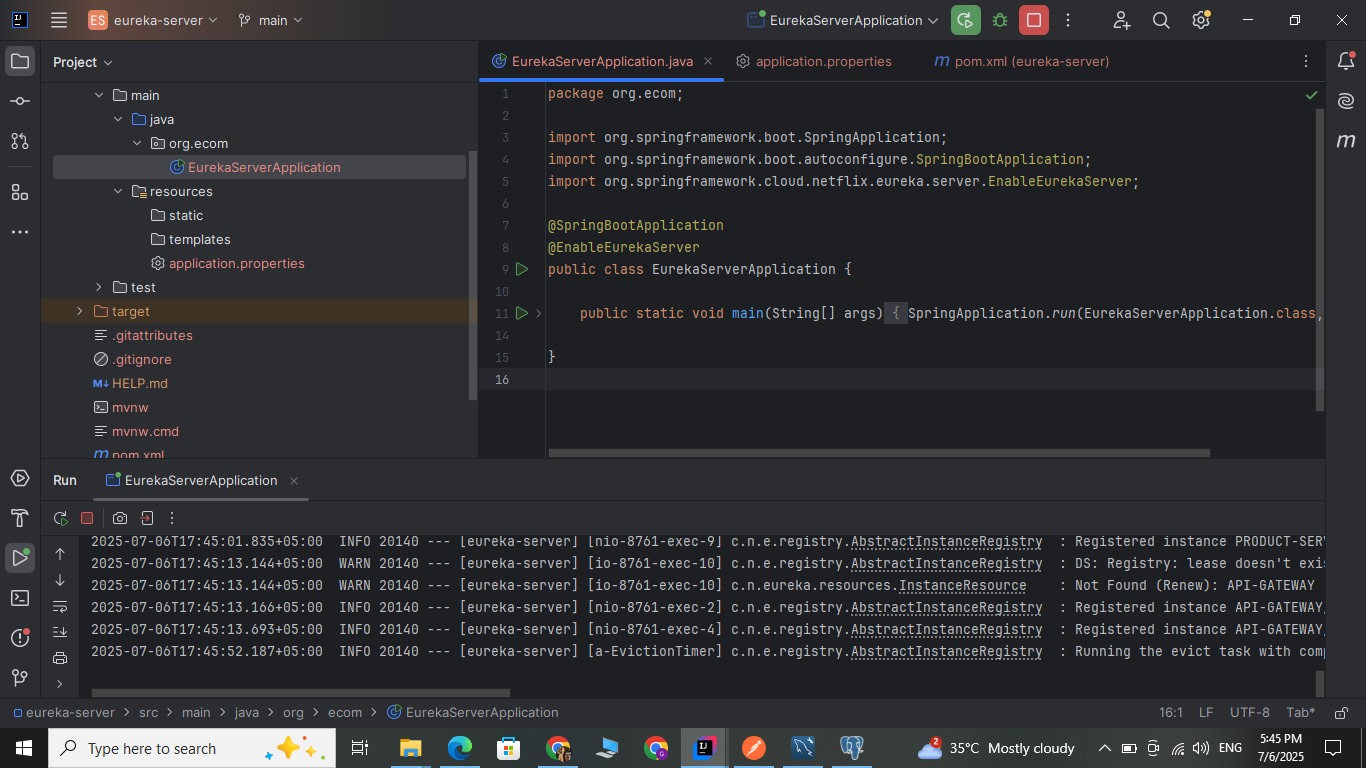 ES eureka-server main EurekaServerApplication
Project
EurekaServerApplication.java application.properties m pom.xml (eureka-server)
main
java
org.ecom
EurekaServerApplication
resources
static
templates
application.properties
test
target
.gitattributes
.gitignore
M↓ HELP.md
mvnw
mvnw.cmd
m pom.xml
1 package org.ecom;
2
3 import org.springframework.boot.SpringApplication;
4 import org.springframework.boot.autoconfigure.SpringBootApplication;
5 import org.springframework.cloud.netflix.eureka.server.EnableEurekaServer;
6
7 @SpringBootApplication
8 @EnableEurekaServer
9 public class EurekaServerApplication {
10
11 public static void main(String[] args) { SpringApplication.run(EurekaServerApplication.class,
14
15 }
16
m
Run EurekaServerApplication
2025-07-06T17:45:01.835+05:00 INFO 20140 --- [eureka-server] [nio-8761-exec-9] c.n.e.registry.AbstractInstanceRegistry : Registered instance PRODUCT-SER
2025-07-06T17:45:13.144+05:00 WARN 20140 --- [eureka-server] [io-8761-exec-10] c.n.e.registry.AbstractInstanceRegistry : DS: Registry: lease doesn't exi
2025-07-06T17:45:13.144+05:00 WARN 20140 --- [eureka-server] [io-8761-exec-10] c.n.eureka.resources.InstanceResource : Not Found (Renew): API-GATEWAY
2025-07-06T17:45:13.166+05:00 INFO 20140 --- [eureka-server] [nio-8761-exec-2] c.n.e.registry.AbstractInstanceRegistry : Registered instance API-GATEWAY
2025-07-06T17:45:13.693+05:00 INFO 20140 --- [eureka-server] [nio-8761-exec-4] c.n.e.registry.AbstractInstanceRegistry : Registered instance API-GATEWAY
2025-07-06T17:45:52.187+05:00 INFO 20140 --- [eureka-server] [a-EvictionTimer] c.n.e.registry.AbstractInstanceRegistry : Running the evict task with com
eureka-server > src > main > java > org > ecom > EurekaServerApplication 16:1 LF UTF-8 Tab*
Type here to search 2 35°C Mostly cloudy ENG 5:45 PM
7/6/2025